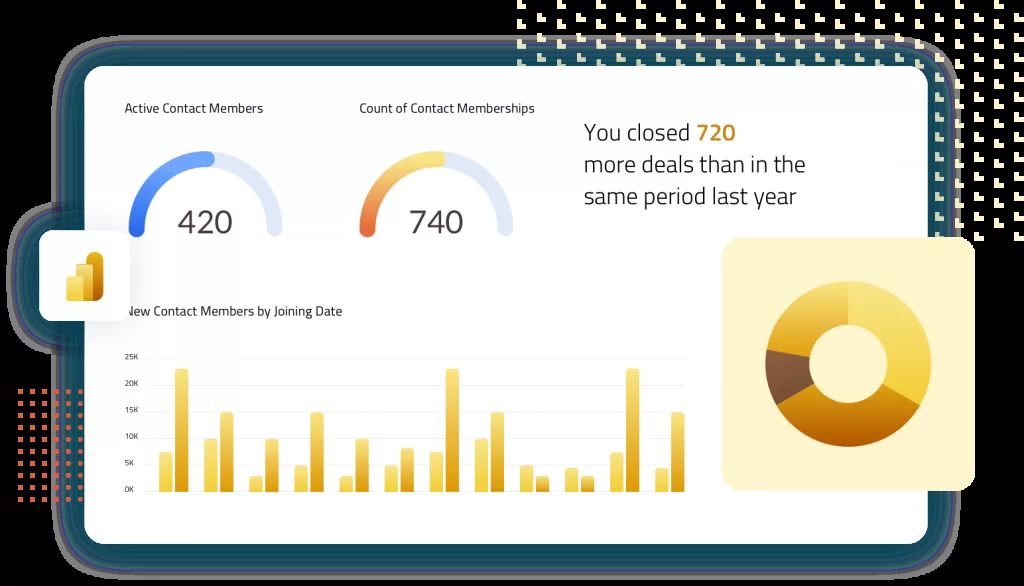 Active Contact Members
Count of Contact Memberships
You closed 720
more deals than in the
same period last year
420
740
New Contact Members by Joining Date
25K
20K
15K
10K
5K
0K